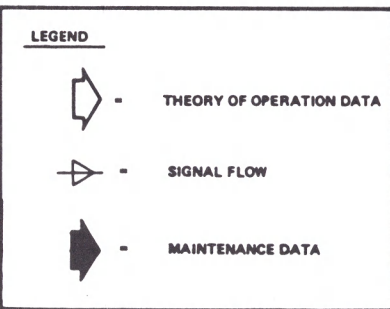 LEGEND
- THEORY OF OPERATION DATA
- SIGNAL FLOW
- MAINTENANCE DATA